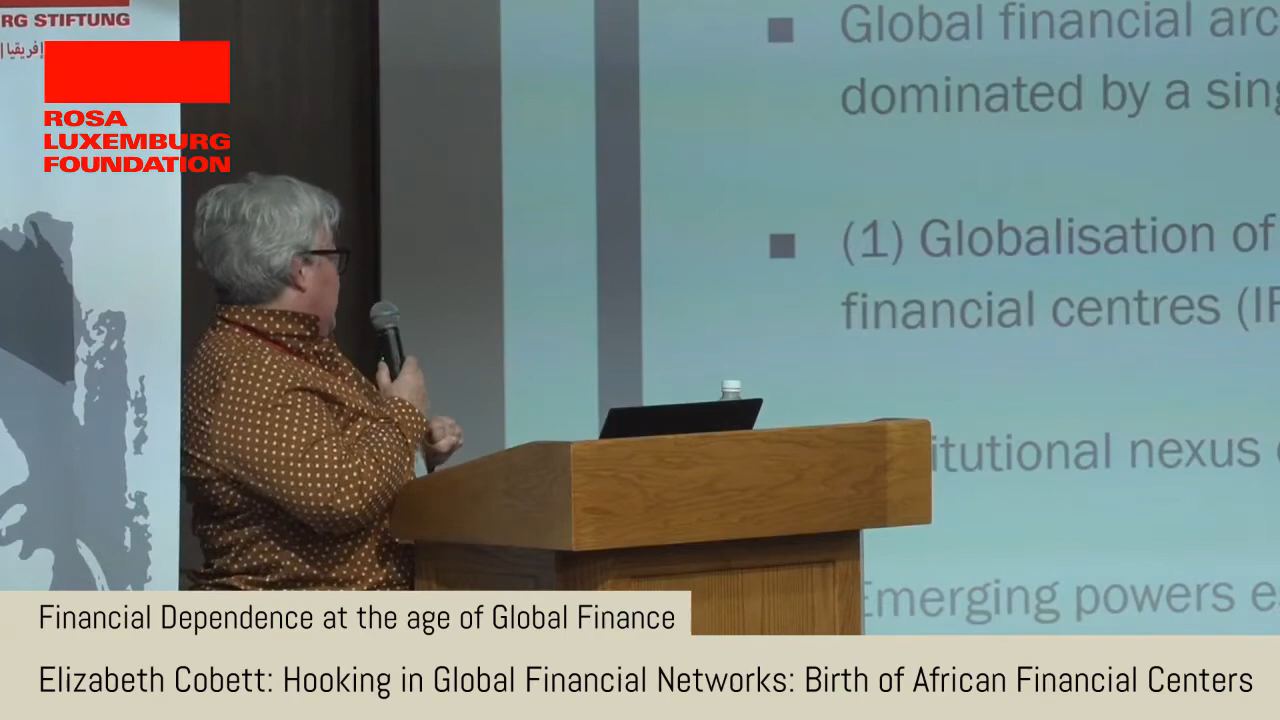 RG STIFTUNG
إفريقيا
ROSA
LUXEMBURG
FOUNDATION
Global financial arc
dominated by a sing
(1) Globalisation of
financial centres (IF
itutional nexus
Emerging powers e
Financial Dependence at the age of Global Finance
Elizabeth Cobett: Hooking in Global Financial Networks: Birth of African Financial Centers